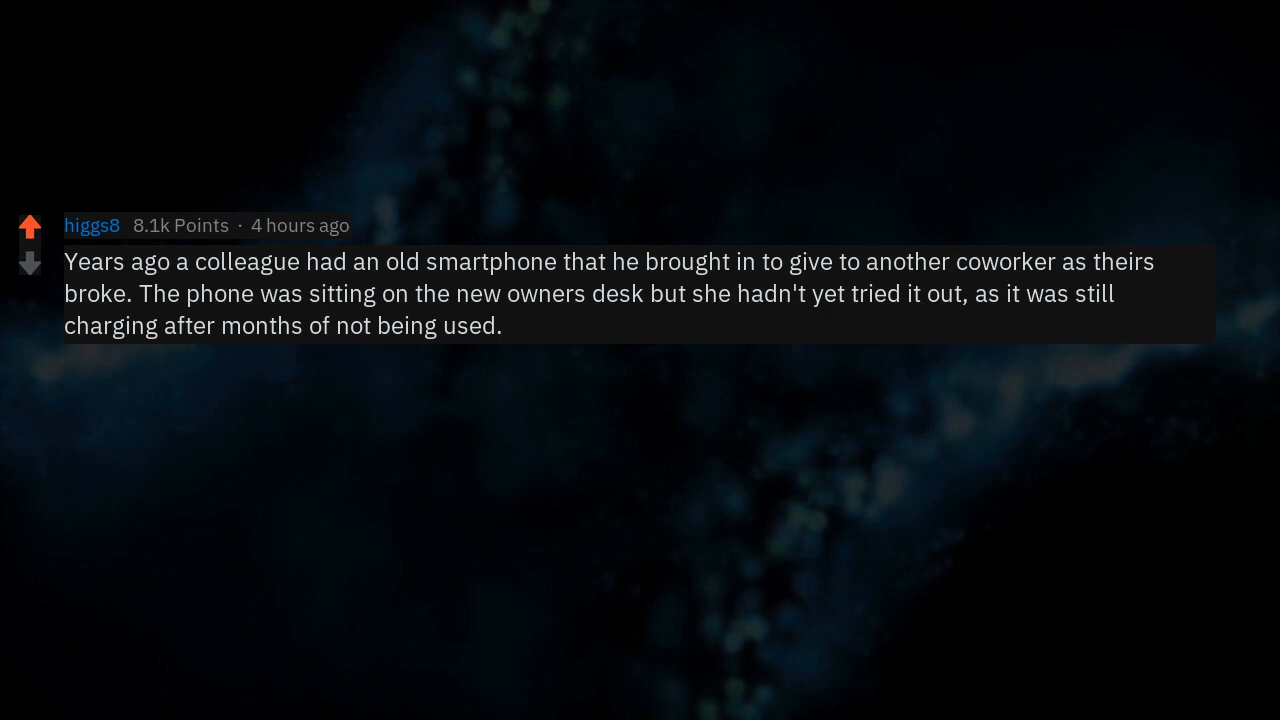 higgs8 8.1k Points · 4 hours ago
Years ago a colleague had an old smartphone that he brought in to give to another coworker as theirs
broke. The phone was sitting on the new owners desk but she hadn't yet tried it out, as it was still
charging after months of not being used.